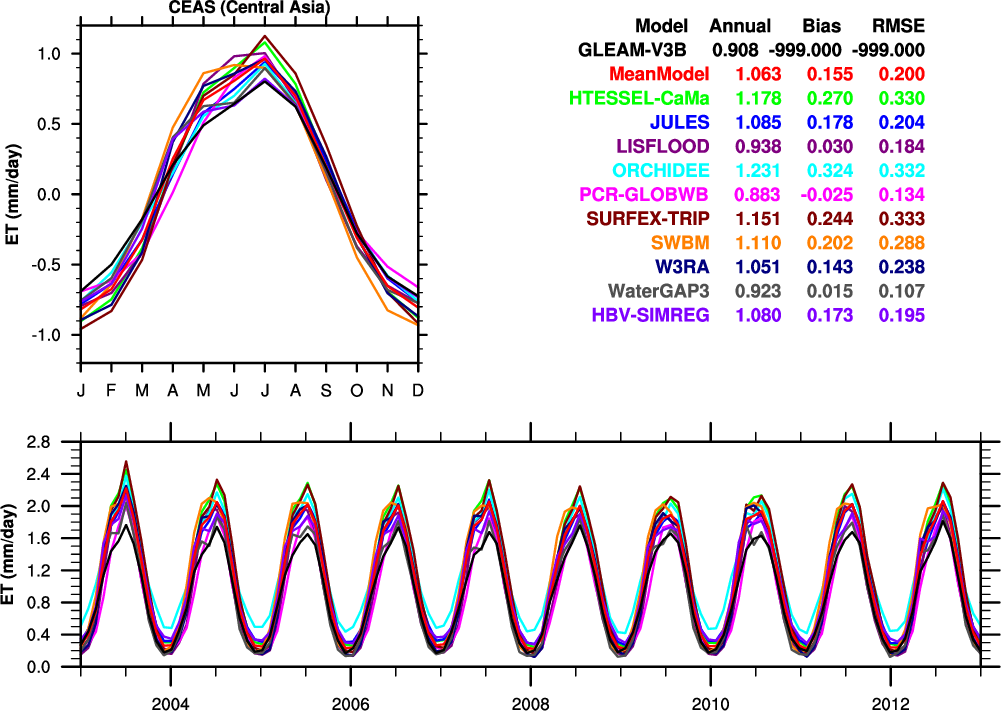 CEAS (Central Asia)
ET (mm/day)
1.0
0.5
0.0
-0.5
-1.0
J F M A M J J A S O N D
Model Annual Bias RMSE
GLEAM-V3B 0.908 -999.000 -999.000
MeanModel 1.063 0.155 0.200
HTESSEL-CaMa 1.178 0.270 0.330
JULES 1.085 0.178 0.204
LISFLOOD 0.938 0.030 0.184
ORCHIDEE 1.231 0.324 0.332
PCR-GLOBWB 0.883 -0.025 0.134
SURFEX-TRIP 1.151 0.244 0.333
SWBM 1.110 0.202 0.288
W3RA 1.051 0.143 0.238
WaterGAP3 0.923 0.015 0.107
HBV-SIMREG 1.080 0.173 0.195
ET (mm/day)
2.8
2.4
2.0
1.6
1.2
0.8
0.4
0.0
2004 2006 2008 2010 2012